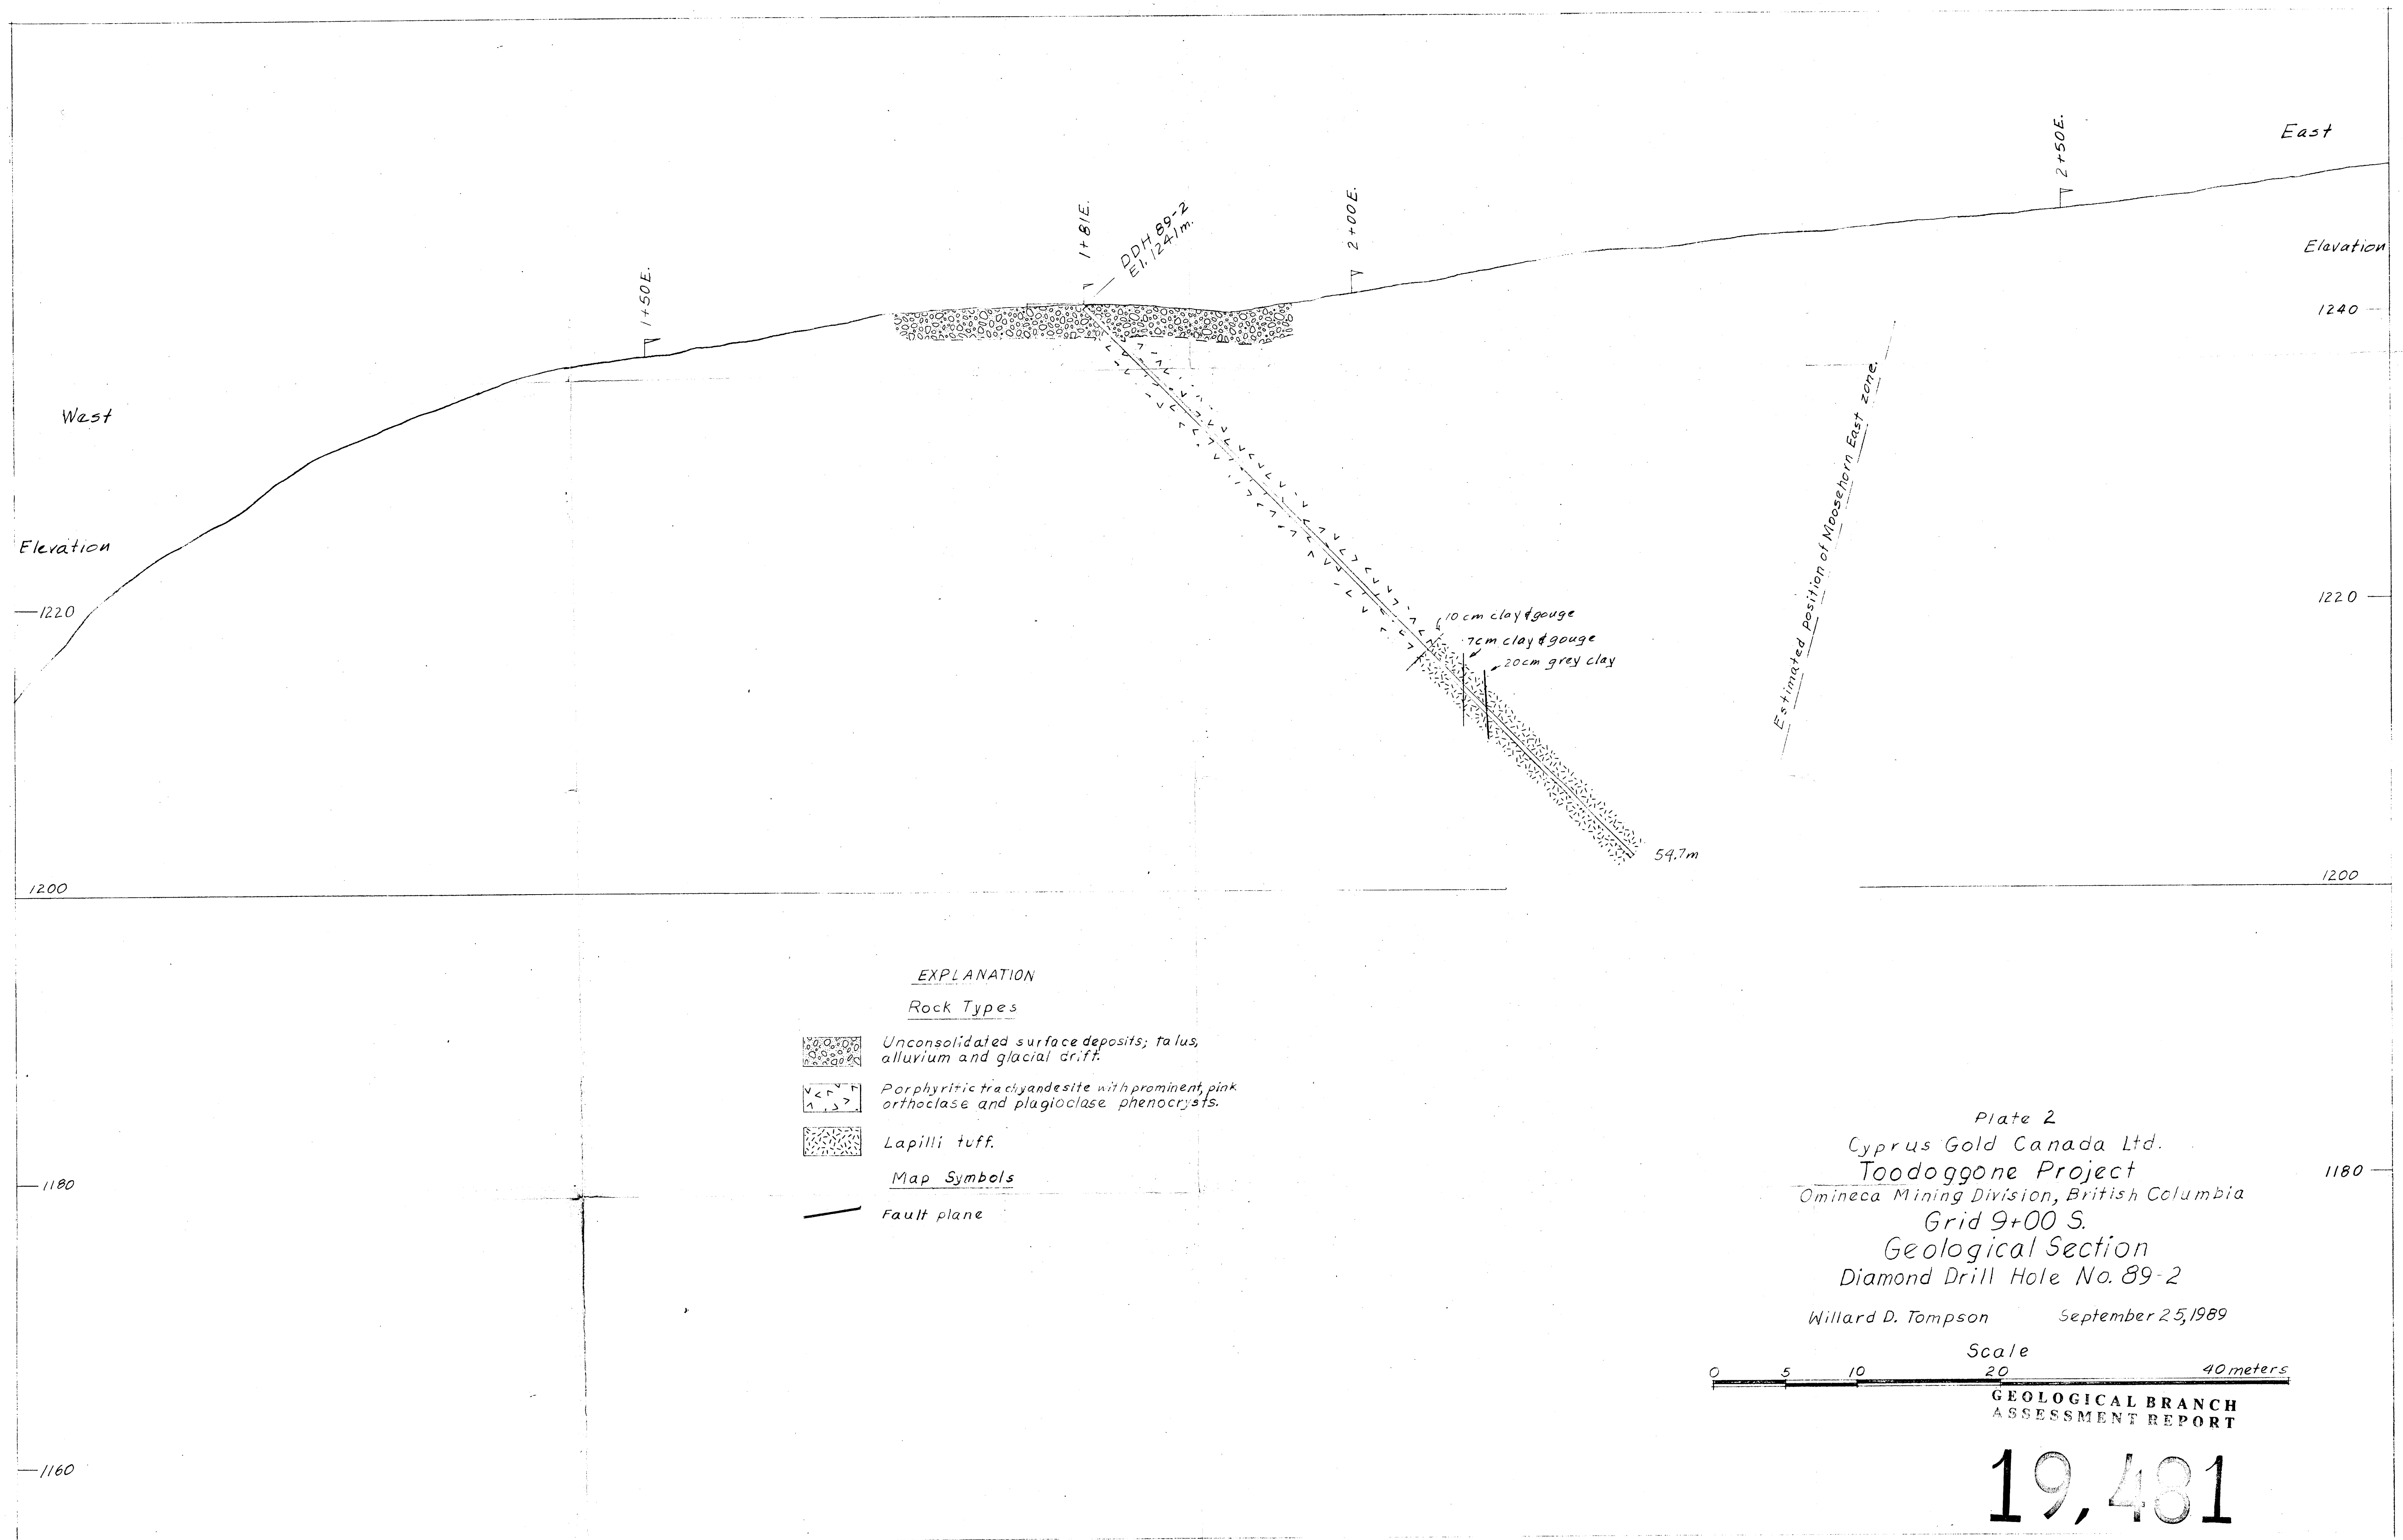 East
2+50E.
Elevation
2+00E.
1+81E.
DDH 89-2
El. 1241m.
1+50E.
1240
West
Estimated position of Moosehorn East zone.
Elevation
1220
1220
10 cm clay & gouge
7cm clay & gouge
20cm grey clay
54.7m
1200
1200
EXPLANATION
Rock Types
Unconsolidated surface deposits; talus,
alluvium and glacial drift.
Porphyritic trachyandesite with prominent, pink
orthoclase and plagioclase phenocrysts.
Lapilli tuff.
Map Symbols
Fault plane
1180
1180
1160
Plate 2
Cyprus Gold Canada Ltd.
Toodoggone Project
Omineca Mining Division, British Columbia
Grid 9+00 S.
Geological Section
Diamond Drill Hole No. 89-2
Willard D. Tompson September 25, 1989
Scale
0 5 10 20 40 meters
GEOLOGICAL BRANCH
ASSESSMENT REPORT
19,481